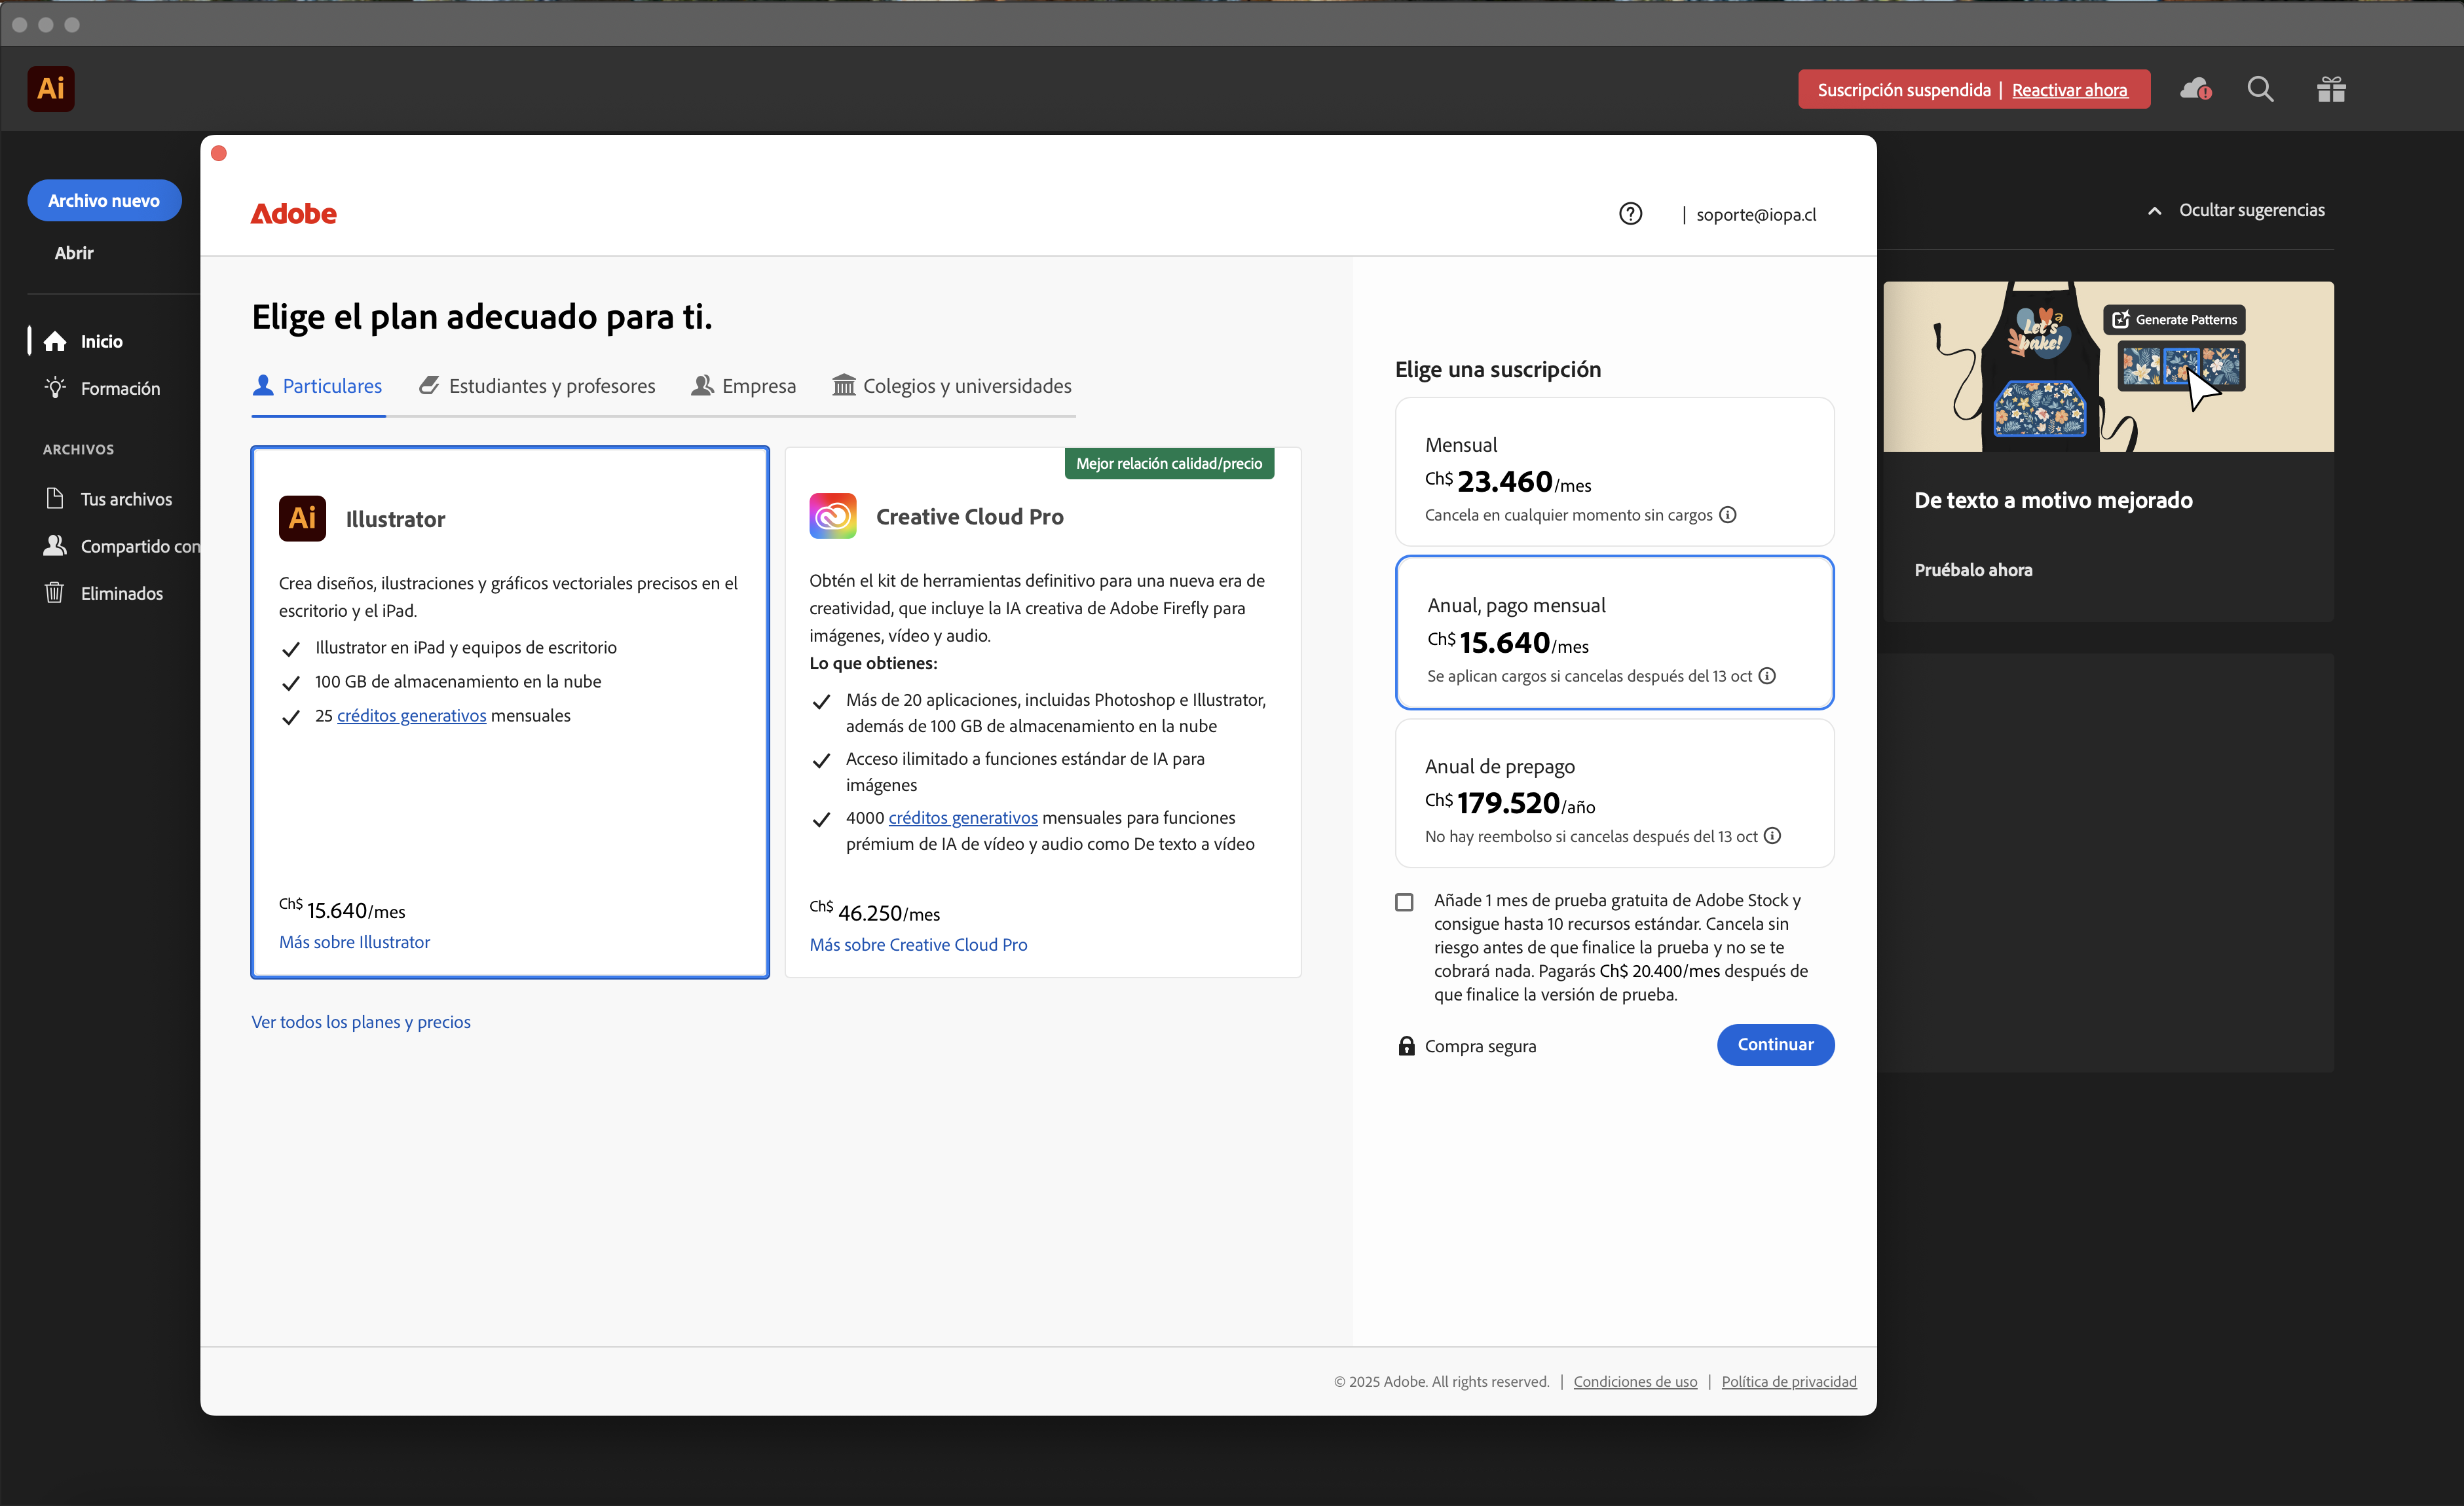 Ai
Suscripción suspendida | Reactivar ahora
Archivo nuevo
Abrir
Inicio
Formación
ARCHIVOS
Tus archivos
Compartido con
Eliminados
Adobe
| soporte@iopa.cl
Elige el plan adecuado para ti.
Particulares
Estudiantes y profesores
Empresa
Colegios y universidades
Ai
Illustrator
Crea diseños, ilustraciones y gráficos vectoriales precisos en el
escritorio y el iPad.
Illustrator en iPad y equipos de escritorio
100 GB de almacenamiento en la nube
25 créditos generativos mensuales
Ch$ 15.640/mes
Más sobre Illustrator
Mejor relación calidad/precio
Creative Cloud Pro
Obtén el kit de herramientas definitivo para una nueva era de
creatividad, que incluye la IA creativa de Adobe Firefly para
imágenes, vídeo y audio.
Lo que obtienes:
Más de 20 aplicaciones, incluidas Photoshop e Illustrator,
además de 100 GB de almacenamiento en la nube
Acceso ilimitado a funciones estándar de IA para
imágenes
4000 créditos generativos mensuales para funciones
prémium de IA de vídeo y audio como De texto a vídeo
Ch$ 46.250/mes
Más sobre Creative Cloud Pro
Ver todos los planes y precios
Elige una suscripción
Mensual
Ch$ 23.460/mes
Cancela en cualquier momento sin cargos
Anual, pago mensual
Ch$ 15.640/mes
Se aplican cargos si cancelas después del 13 oct
Anual de prepago
Ch$ 179.520/año
No hay reembolso si cancelas después del 13 oct
Añade 1 mes de prueba gratuita de Adobe Stock y
consigue hasta 10 recursos estándar. Cancela sin
riesgo antes de que finalice la prueba y no se te
cobrará nada. Pagarás Ch$ 20.400/mes después de
que finalice la versión de prueba.
Compra segura
Continuar
© 2025 Adobe. All rights reserved. | Condiciones de uso | Política de privacidad
Ocultar sugerencias
Let's
bake!
Generate Patterns
De texto a motivo mejorado
Pruébalo ahora